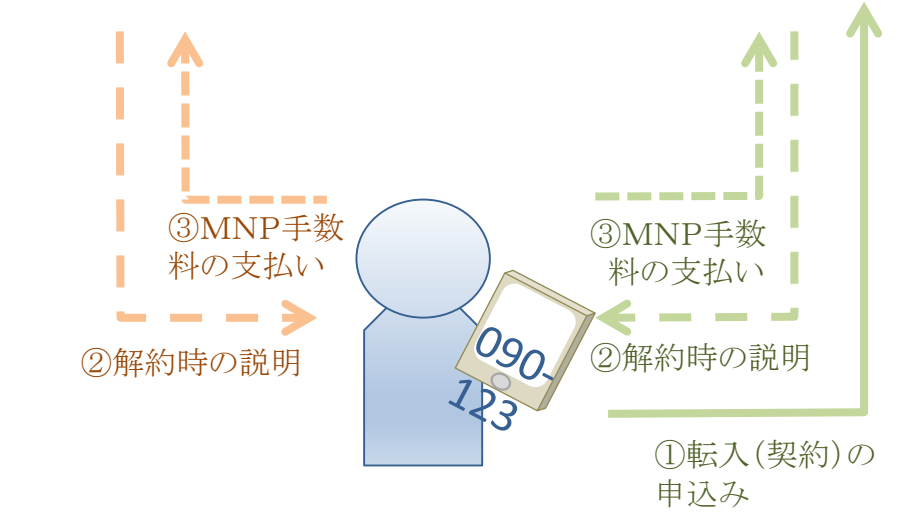 ③MNP手数
料の支払い
②解約時の説明
090-
123
③MNP手数
料の支払い
②解約時の説明
①転入(契約)の
申込み